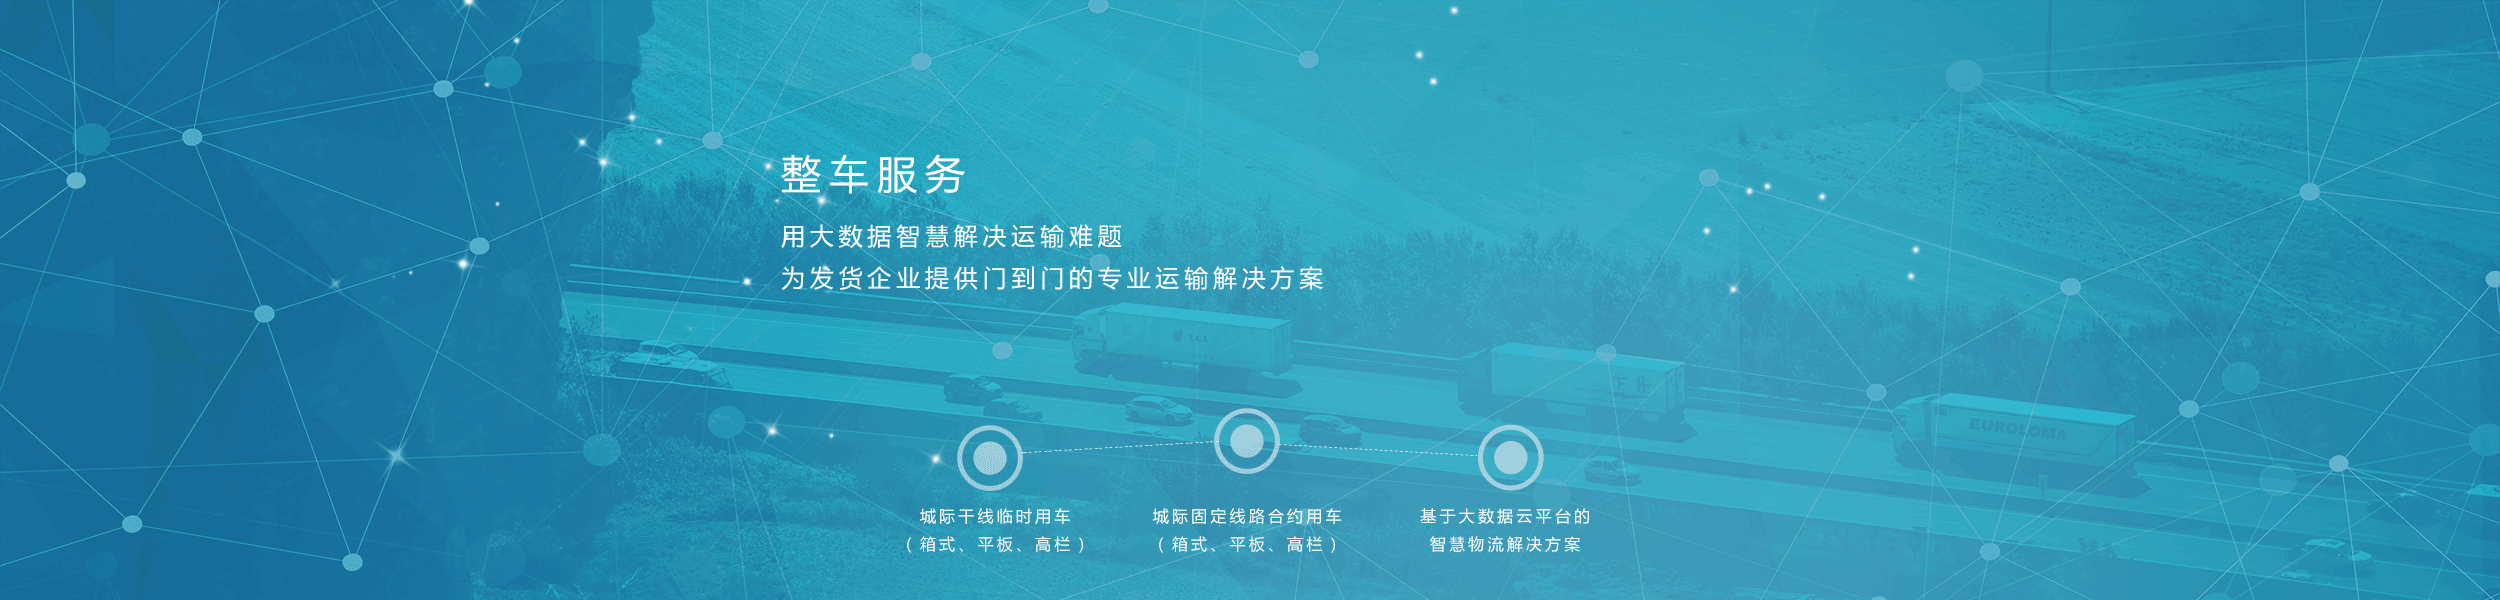 整车服务
用大数据智慧解决运输难题
为发货企业提供门到门的专业运输解决方案
LCE
EUROLOMA
城际干线临时用车
（箱式、平板、高栏）
城际固定线路合约用车
（箱式、平板、高栏）
基于大数据云平台的
智慧物流解决方案